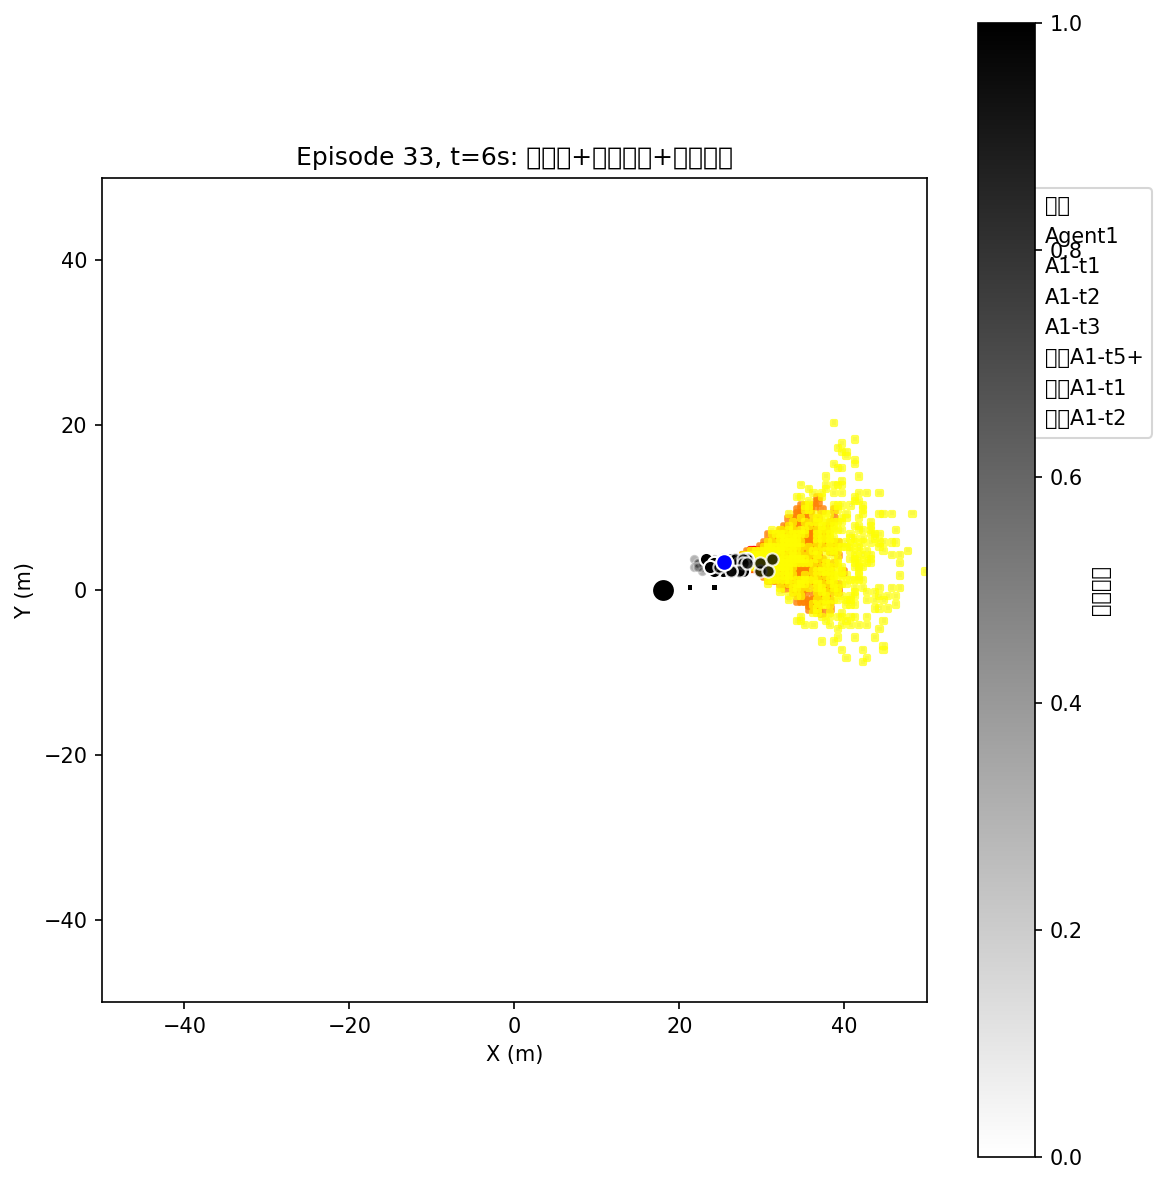 Episode 33, t=6s: □□□+□□□□+□□□□
40
20
0
−20
−40
−40
−20
0
20
40
X (m)
Y (m)
1.0
0.8
0.6
0.4
0.2
0.0
□□□□
□□
Agent1
A1-t1
A1-t2
A1-t3
□□A1-t5+
□□A1-t1
□□A1-t2